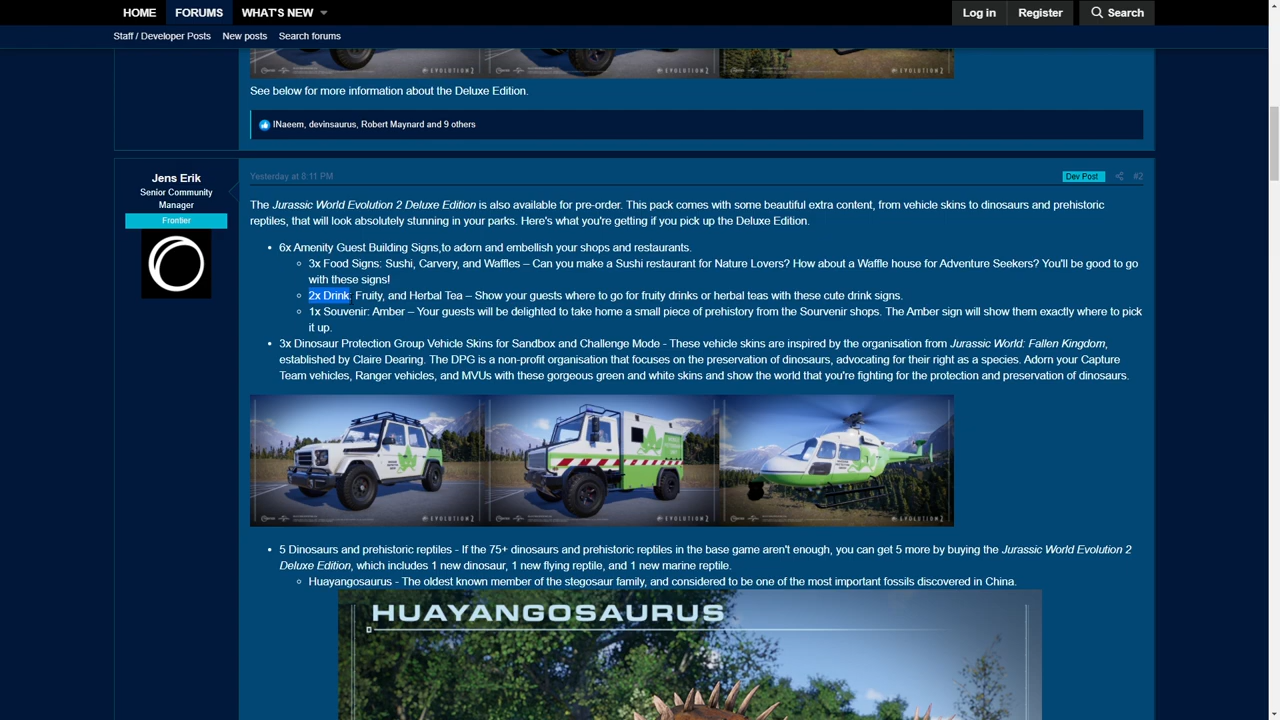 HOME FORUMS WHAT'S NEW Log in Register Search
Staff / Developer Posts New posts Search forums
EVOLUTION 2 EVOLUTION 2 EVOLUTION 2
See below for more information about the Deluxe Edition.
INaeem, devinsaurus, Robert Maynard and 9 others
Jens Erik
Senior Community
Manager
Frontier
Yesterday at 8:11 PM Dev Post #2
The Jurassic World Evolution 2 Deluxe Edition is also available for pre-order. This pack comes with some beautiful extra content, from vehicle skins to dinosaurs and prehistoric
reptiles, that will look absolutely stunning in your parks. Here's what you're getting if you pick up the Deluxe Edition.
• 6x Amenity Guest Building Signs,to adorn and embellish your shops and restaurants.
○ 3x Food Signs: Sushi, Carvery, and Waffles – Can you make a Sushi restaurant for Nature Lovers? How about a Waffle house for Adventure Seekers? You'll be good to go
with these signs!
○ 2x Drink: Fruity, and Herbal Tea – Show your guests where to go for fruity drinks or herbal teas with these cute drink signs.
○ 1x Souvenir: Amber – Your guests will be delighted to take home a small piece of prehistory from the Sourvenir shops. The Amber sign will show them exactly where to pick
it up.
• 3x Dinosaur Protection Group Vehicle Skins for Sandbox and Challenge Mode - These vehicle skins are inspired by the organisation from Jurassic World: Fallen Kingdom,
established by Claire Dearing. The DPG is a non-profit organisation that focuses on the preservation of dinosaurs, advocating for their right as a species. Adorn your Capture
Team vehicles, Ranger vehicles, and MVUs with these gorgeous green and white skins and show the world that you're fighting for the protection and preservation of dinosaurs.
EVOLUTION 2 EVOLUTION 2 EVOLUTION 2
• 5 Dinosaurs and prehistoric reptiles - If the 75+ dinosaurs and prehistoric reptiles in the base game aren't enough, you can get 5 more by buying the Jurassic World Evolution 2
Deluxe Edition, which includes 1 new dinosaur, 1 new flying reptile, and 1 new marine reptile.
○ Huayangosaurus - The oldest known member of the stegosaur family, and considered to be one of the most important fossils discovered in China.
HUAYANGOSAURUS